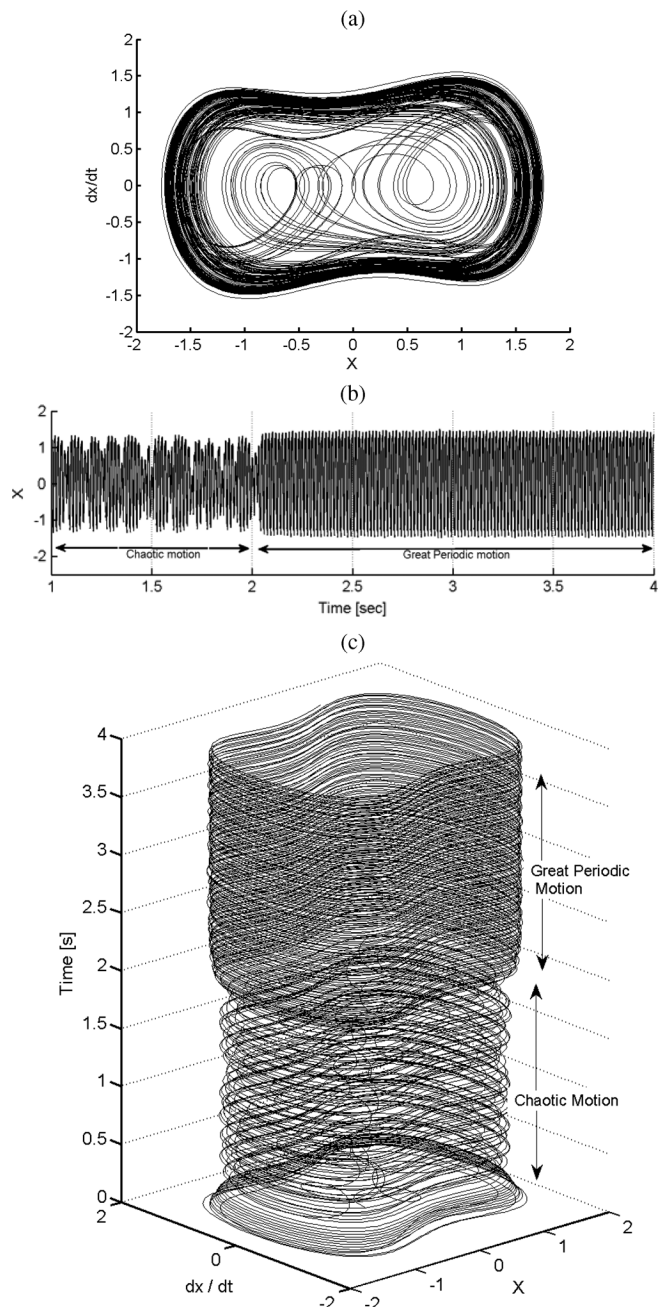 (a)
2
1.5
1
0.5
0
-0.5
-1
-1.5
-2
dx/dt
-2 -1.5 -1 -0.5 0 0.5 1 1.5 2
X
(b)
2
1
0
-1
-2
X
Chaotic motion Great Periodic motion
1 1.5 2 2.5 3 3.5 4
Time [sec]
(c)
4
3.5
3
2.5
2
1.5
1
0.5
0
Time [s]
Great Periodic
Motion
Chaotic Motion
2
0
-2
dx / dt
-2
-1
0
1
2
X